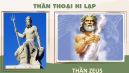 THẦN THOẠI HI LẠP
THẦN ZEUS